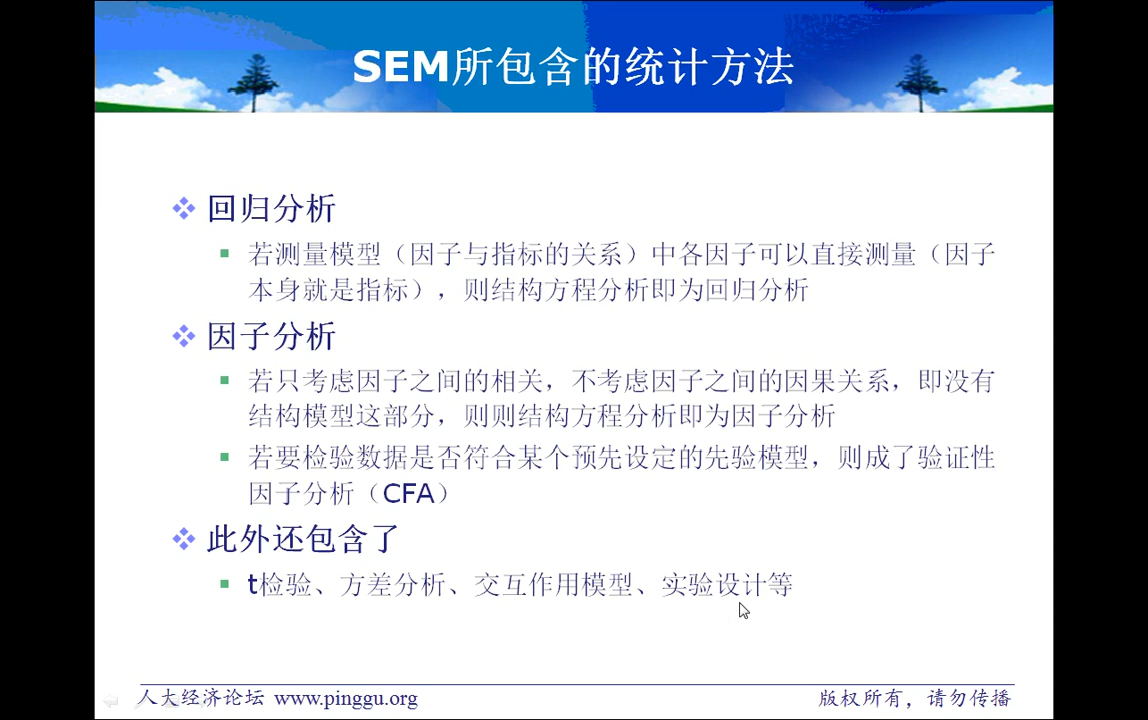 SEM所包含的统计方法
回归分析
若测量模型（因子与指标的关系）中各因子可以直接测量（因子
本身就是指标），则结构方程分析即为回归分析
因子分析
若只考虑因子之间的相关，不考虑因子之间的因果关系，即没有
结构模型这部分，则则结构方程分析即为因子分析
若要检验数据是否符合某个预先设定的先验模型，则成了验证性
因子分析（CFA）
此外还包含了
t检验、方差分析、交互作用模型、实验设计等
人大经济论坛 www.pinggu.org
版权所有，请勿传播